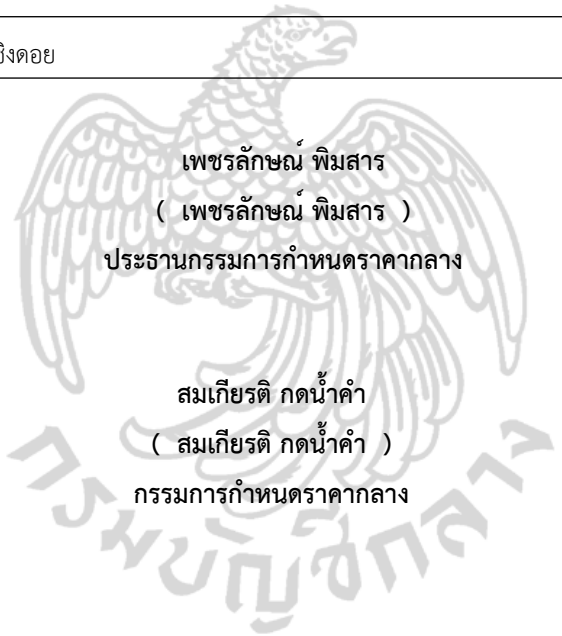 ชิงดอย
เพชรลักษณ์ พิมสาร
( เพชรลักษณ์ พิมสาร )
ประธานกรรมการกำหนดราคากลาง
สมเกียรติ กดน้ำคำ
( สมเกียรติ กดน้ำคำ )
กรรมการกำหนดราคากลาง
กรมบัญชีกลาง